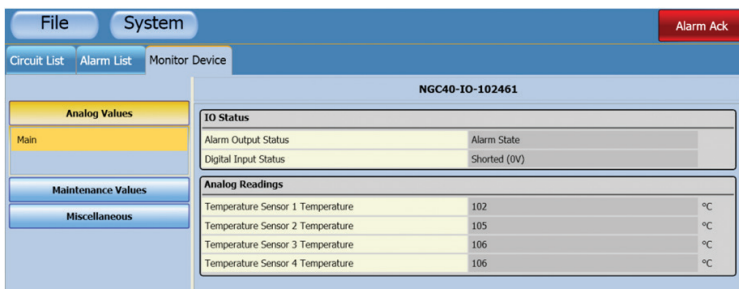 File System Alarm Ack
Circuit List Alarm List Monitor Device
NGC40-IO-102461
Analog Values
Main
Maintenance Values
Miscellaneous
IO Status
Alarm Output Status Alarm State
Digital Input Status Shorted (0V)
Analog Readings
Temperature Sensor 1 Temperature 102 °C
Temperature Sensor 2 Temperature 105 °C
Temperature Sensor 3 Temperature 106 °C
Temperature Sensor 4 Temperature 106 °C